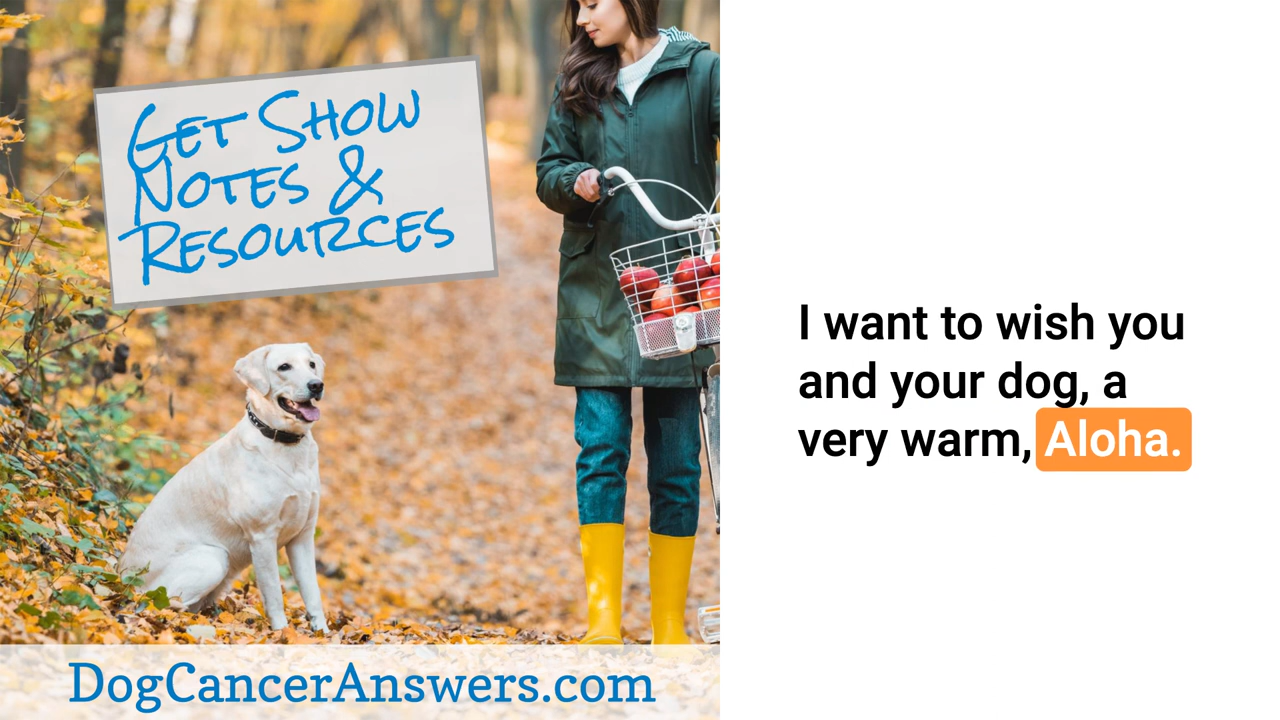 Get Show
Notes &
Resources
DogCancerAnswers.com
I want to wish you
and your dog, a
very warm, Aloha.